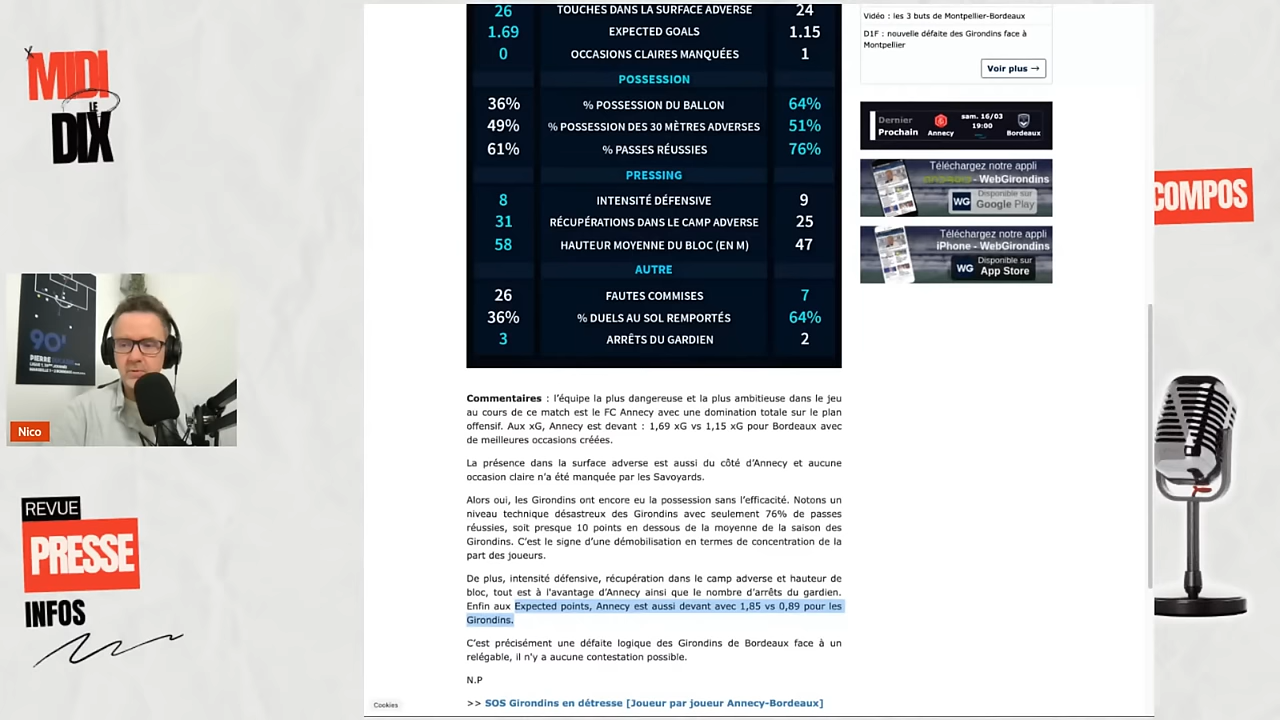 MIDI
LE
DIX
90'
PIERRE
Nico
REVUE
PRESSE
INFOS
26 TOUCHES DANS LA SURFACE ADVERSE 24
1.69 EXPECTED GOALS 1.15
0 OCCASIONS CLAIRES MANQUÉES 1
POSSESSION
36% % POSSESSION DU BALLON 64%
49% % POSSESSION DES 30 MÈTRES ADVERSES 51%
61% % PASSES RÉUSSIES 76%
PRESSING
8 INTENSITÉ DÉFENSIVE 9
31 RÉCUPÉRATIONS DANS LE CAMP ADVERSE 25
58 HAUTEUR MOYENNE DU BLOC (EN M) 47
AUTRE
26 FAUTES COMMISES 7
36% % DUELS AU SOL REMPORTÉS 64%
3 ARRÊTS DU GARDIEN 2
Commentaires : l'équipe la plus dangereuse et la plus ambitieuse dans le jeu
au cours de ce match est le FC Annecy avec une domination totale sur le plan
offensif. Aux xG, Annecy est devant : 1,69 xG vs 1,15 xG pour Bordeaux avec
de meilleures occasions créées.
La présence dans la surface adverse est aussi du côté d'Annecy et aucune
occasion claire n'a été manquée par les Savoyards.
Alors oui, les Girondins ont encore eu la possession sans l'efficacité. Notons un
niveau technique désastreux des Girondins avec seulement 76% de passes
réussies, soit presque 10 points en dessous de la moyenne de la saison des
Girondins. C'est le signe d'une démobilisation en termes de concentration de la
part des joueurs.
De plus, intensité défensive, récupération dans le camp adverse et hauteur de
bloc, tout est à l'avantage d'Annecy ainsi que le nombre d'arrêts du gardien.
Enfin aux Expected points, Annecy est aussi devant avec 1,85 vs 0,89 pour les
Girondins.
C'est précisément une défaite logique des Girondins de Bordeaux face à un
relégable, il n'y a aucune contestation possible.
N.P
>> SOS Girondins en détresse [Joueur par joueur Annecy-Bordeaux]
Cookies
Vidéo : les 3 buts de Montpellier-Bordeaux
D1F : nouvelle défaite des Girondins face à
Montpellier
Voir plus →
Dernier
Prochain
Annecy
sam. 16/03
19:00
Bordeaux
Téléchargez notre appli
Android - WebGirondins
WG
Disponible sur
Google Play
Téléchargez notre appli
iPhone - WebGirondins
WG
Disponible sur
App Store
COMPOS